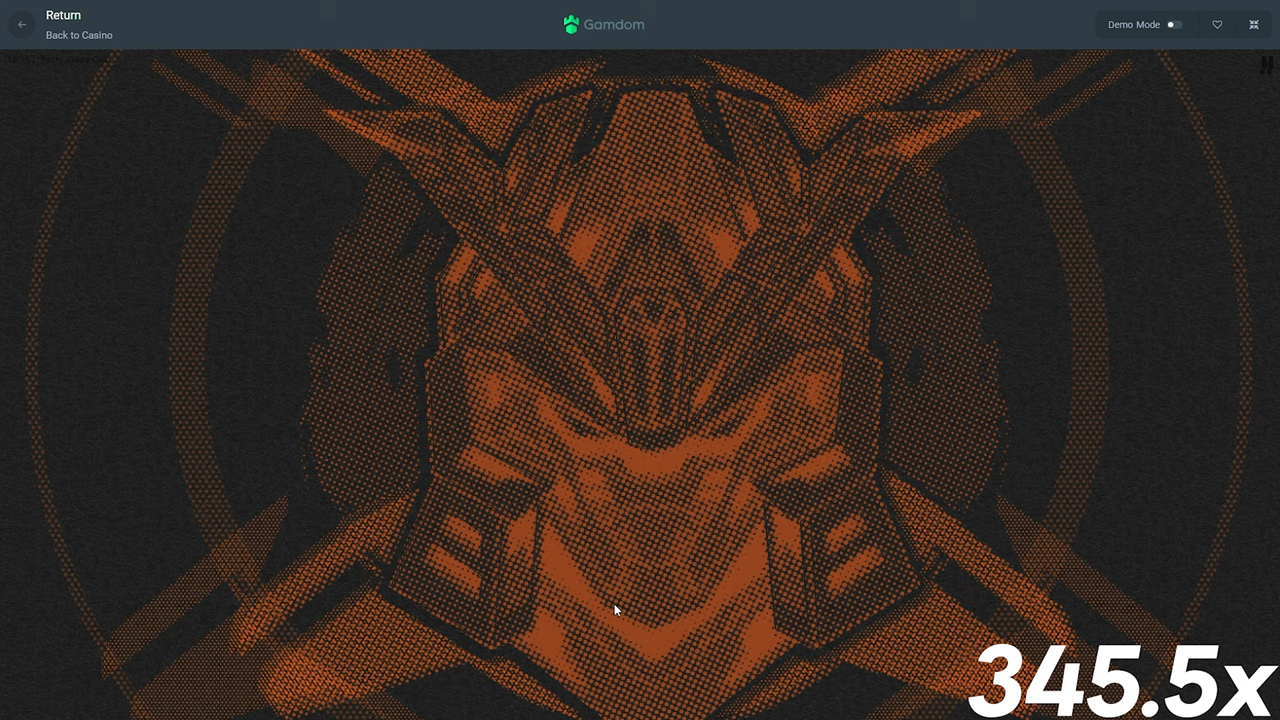 Return
Gamdom
Demo Mode
Back to Casino
345.5x